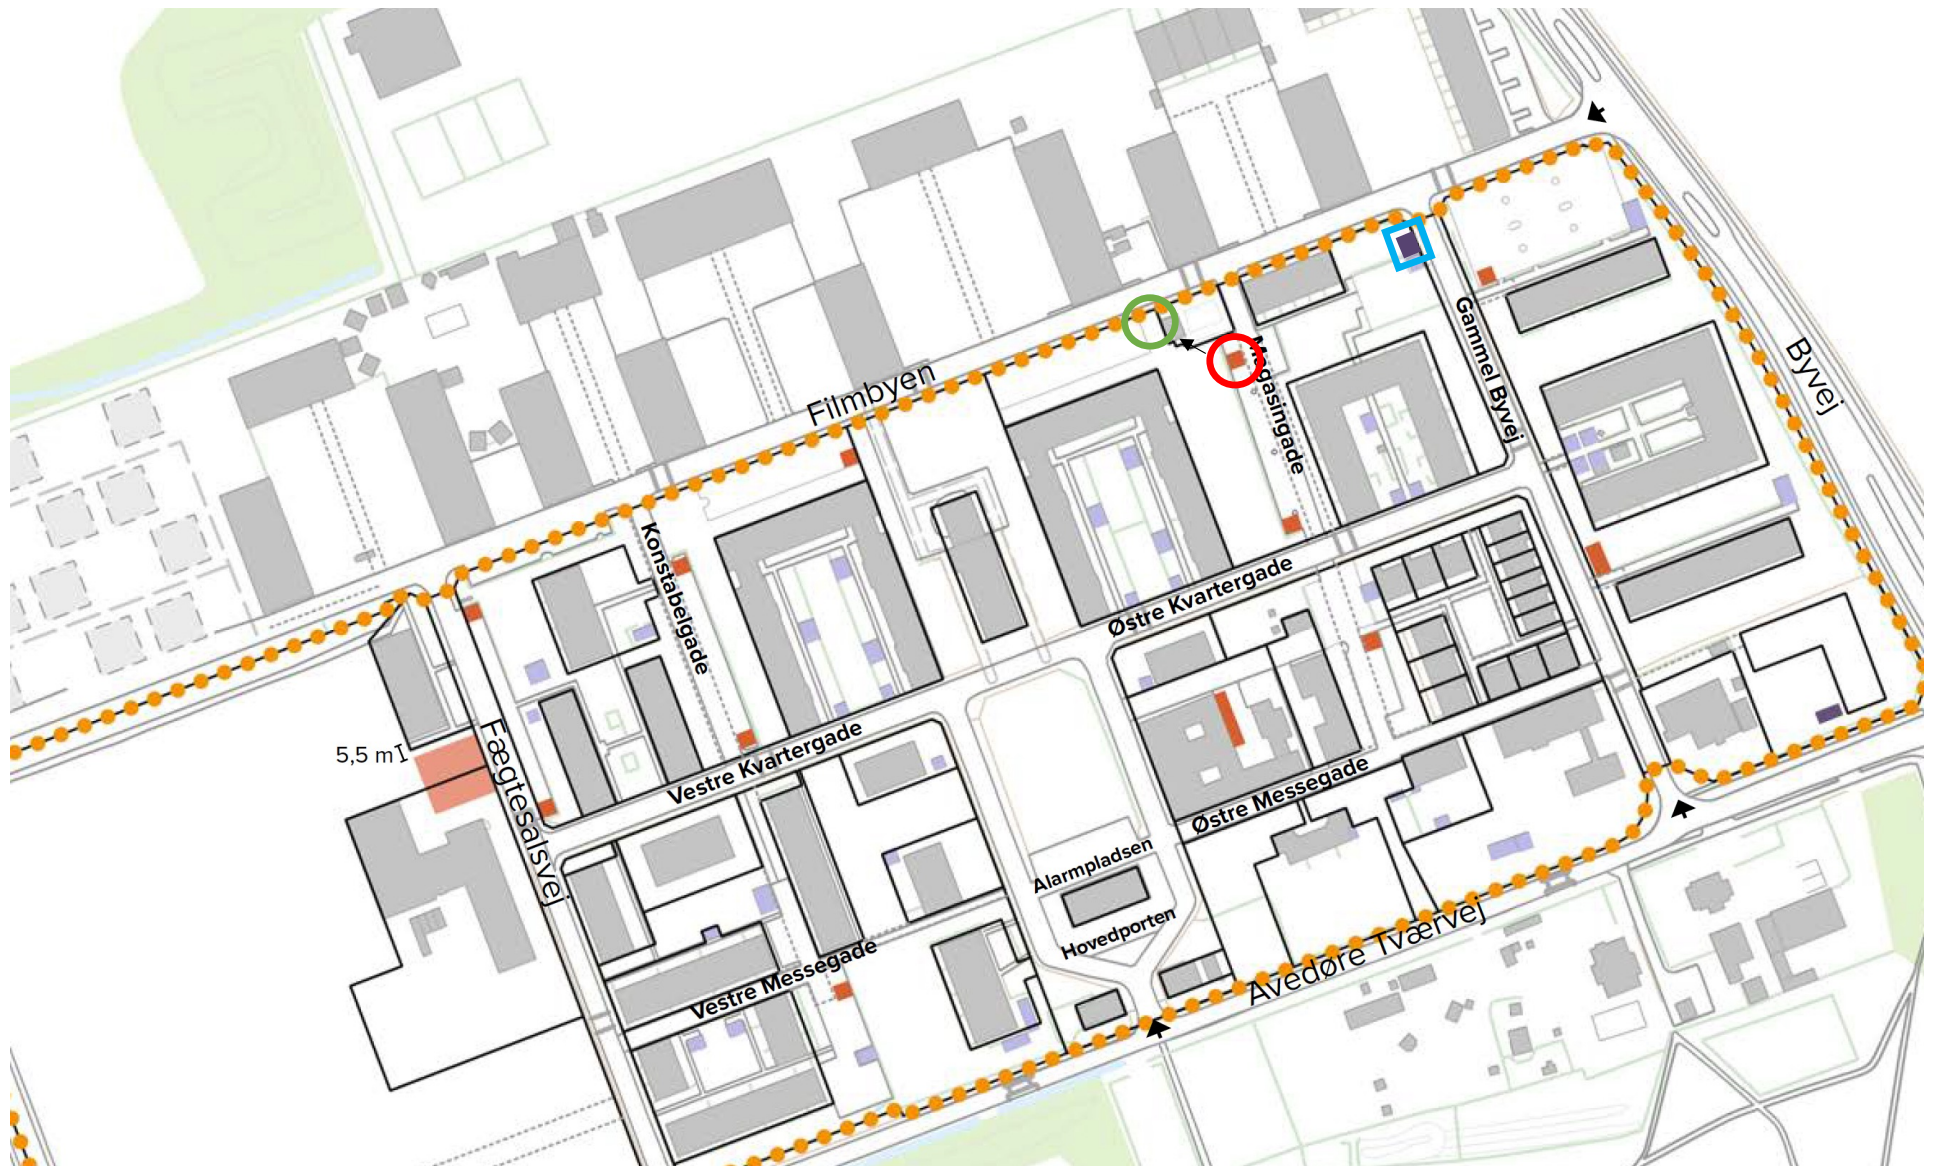 Filmbyen
Magasingade
Gammel Byvej
Byvej
Konstabelgade
Østre Kvartergade
5,5 m
Fægtesalsvej
Vestre Kvartergade
Østre Messegade
Alarmpladsen
Hovedporten
Vestre Messegade
Avedøre Tværvej